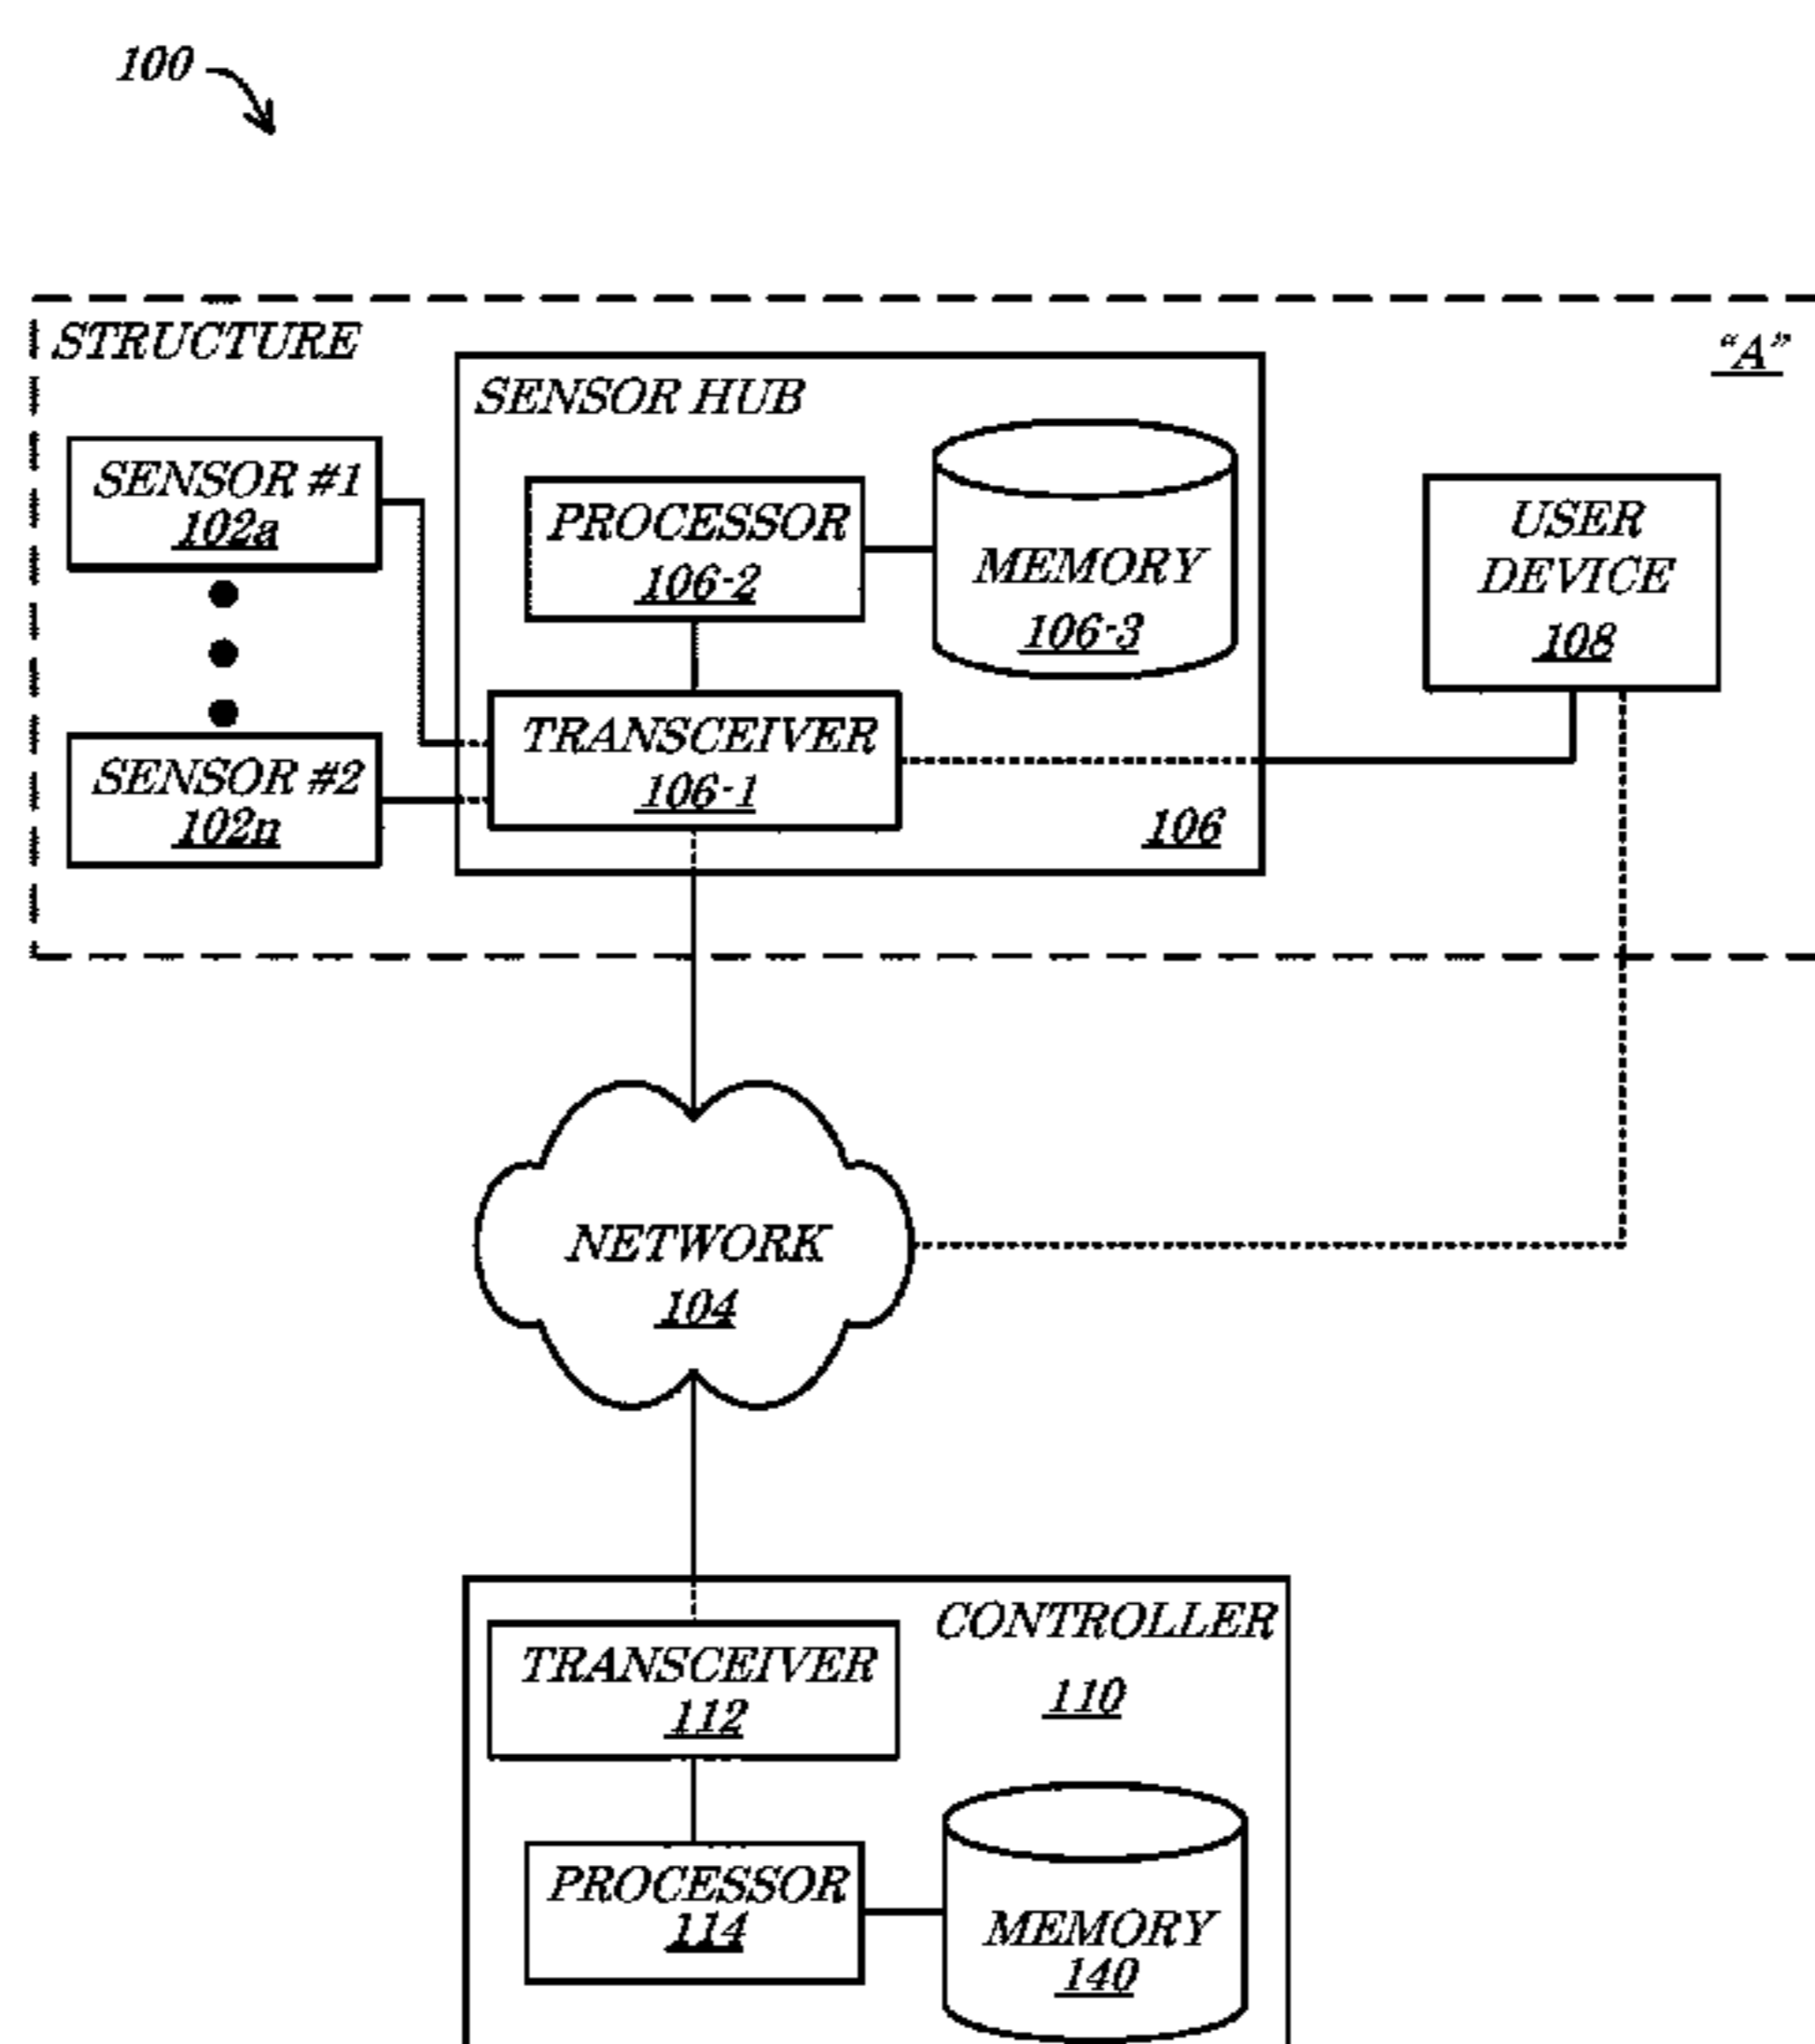 100
STRUCTURE
"A"
SENSOR HUB
SENSOR #1
102a
PROCESSOR
106-2
MEMORY
106-3
USER
DEVICE
108
TRANSCEIVER
106-1
SENSOR #2
102n
106
NETWORK
104
CONTROLLER
110
TRANSCEIVER
112
PROCESSOR
114
MEMORY
140